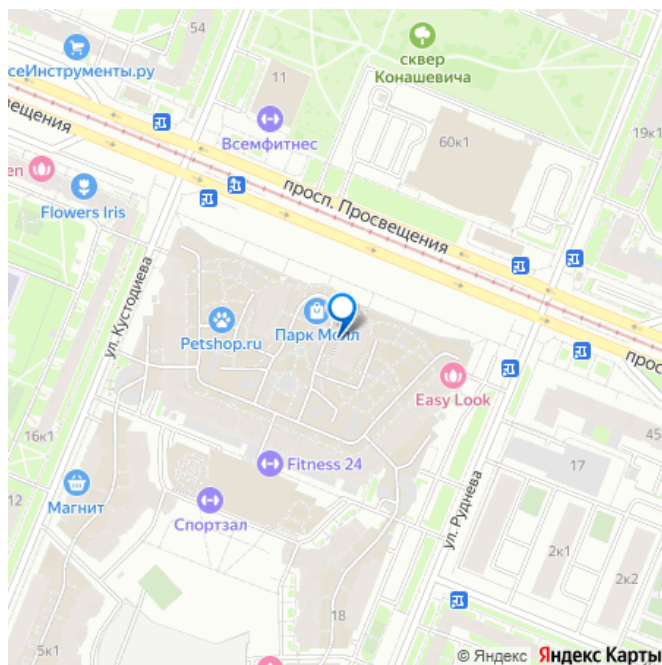 54
сеИнструменты.ру
11
сквер
Конашевича
вещения
Всемфитнес
60к1
19к1
en
Flowers Iris
просп. Просвещения
ул. Кустодиева
Парк Молл
Petshop.ru
прос
Easy Look
16к1
45
Fitness 24
17
12
Магнит
Спортзал
ул. Руднева
2к1
2к2
18
5к1
© Яндекс Яндекс Карты